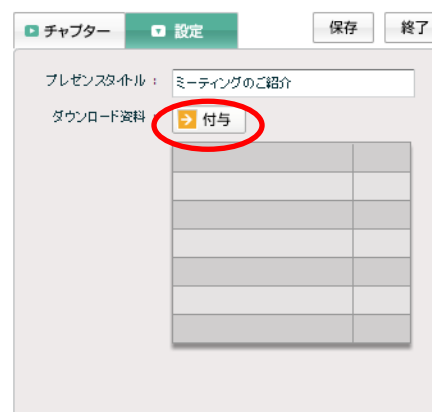 チャプター 設定 保存 終了
プレゼンスタイトル： ミーティングのご紹介
ダウンロード資料： 付与